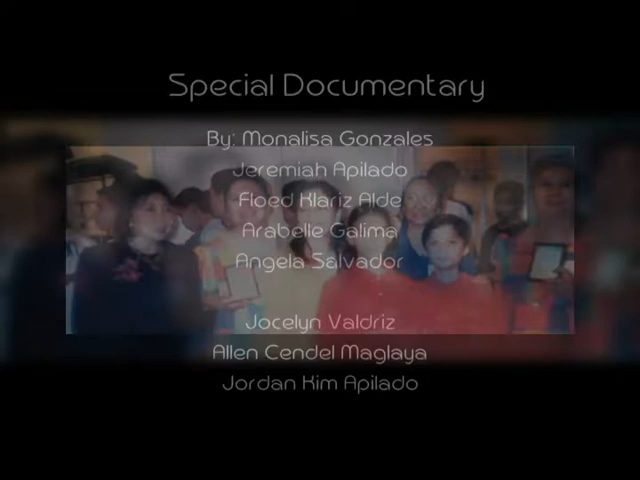 Special Documentary
By: Monalisa Gonzales
Jeremiah Apilado
Floed Klariz Alde
Arabelle Galima
Angela Salvador
Jocelyn Valdriz
Allen Cendel Maglaya
Jordan Kim Apilado